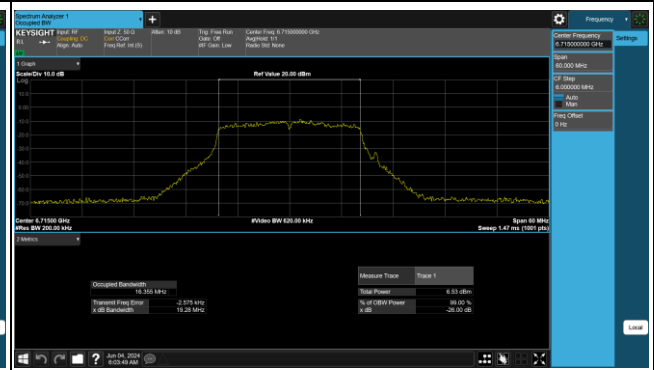 Spectrum Analyzer 1
Occupied BW
+
Frequency
KEYSIGHT Input: RF Input Z: 50 Ω Atten: 10 dB Trig: Free Run Center Freq: 6.715000000 GHz
RL Coupling: DC Corr CCorr Gate: Off Avg|Hold: 1/1
Align: Auto Freq Ref: Int (S) #IF Gain: Low Radio Std: None
Center Frequency
6.715000000 GHz
Settings
Span
60.000 MHz
CF Step
6.000000 MHz
Auto
Man
Freq Offset
0 Hz
1 Graph
Scale/Div 10.0 dB Ref Value 20.00 dBm
Log
10.0
0.00
-10.0
-20.0
-30.0
-40.0
-50.0
-60.0
-70.0
Center 6.71500 GHz #Video BW 620.00 kHz Span 60 MHz
#Res BW 200.00 kHz Sweep 1.47 ms (1001 pts)
2 Metrics
Measure Trace Trace 1
Occupied Bandwidth
16.355 MHz
Total Power 6.53 dBm
Transmit Freq Error -2.575 kHz % of OBW Power 99.00 %
x dB Bandwidth 19.28 MHz x dB -26.00 dB
Local
? Jun 04, 2024
6:03:49 AM